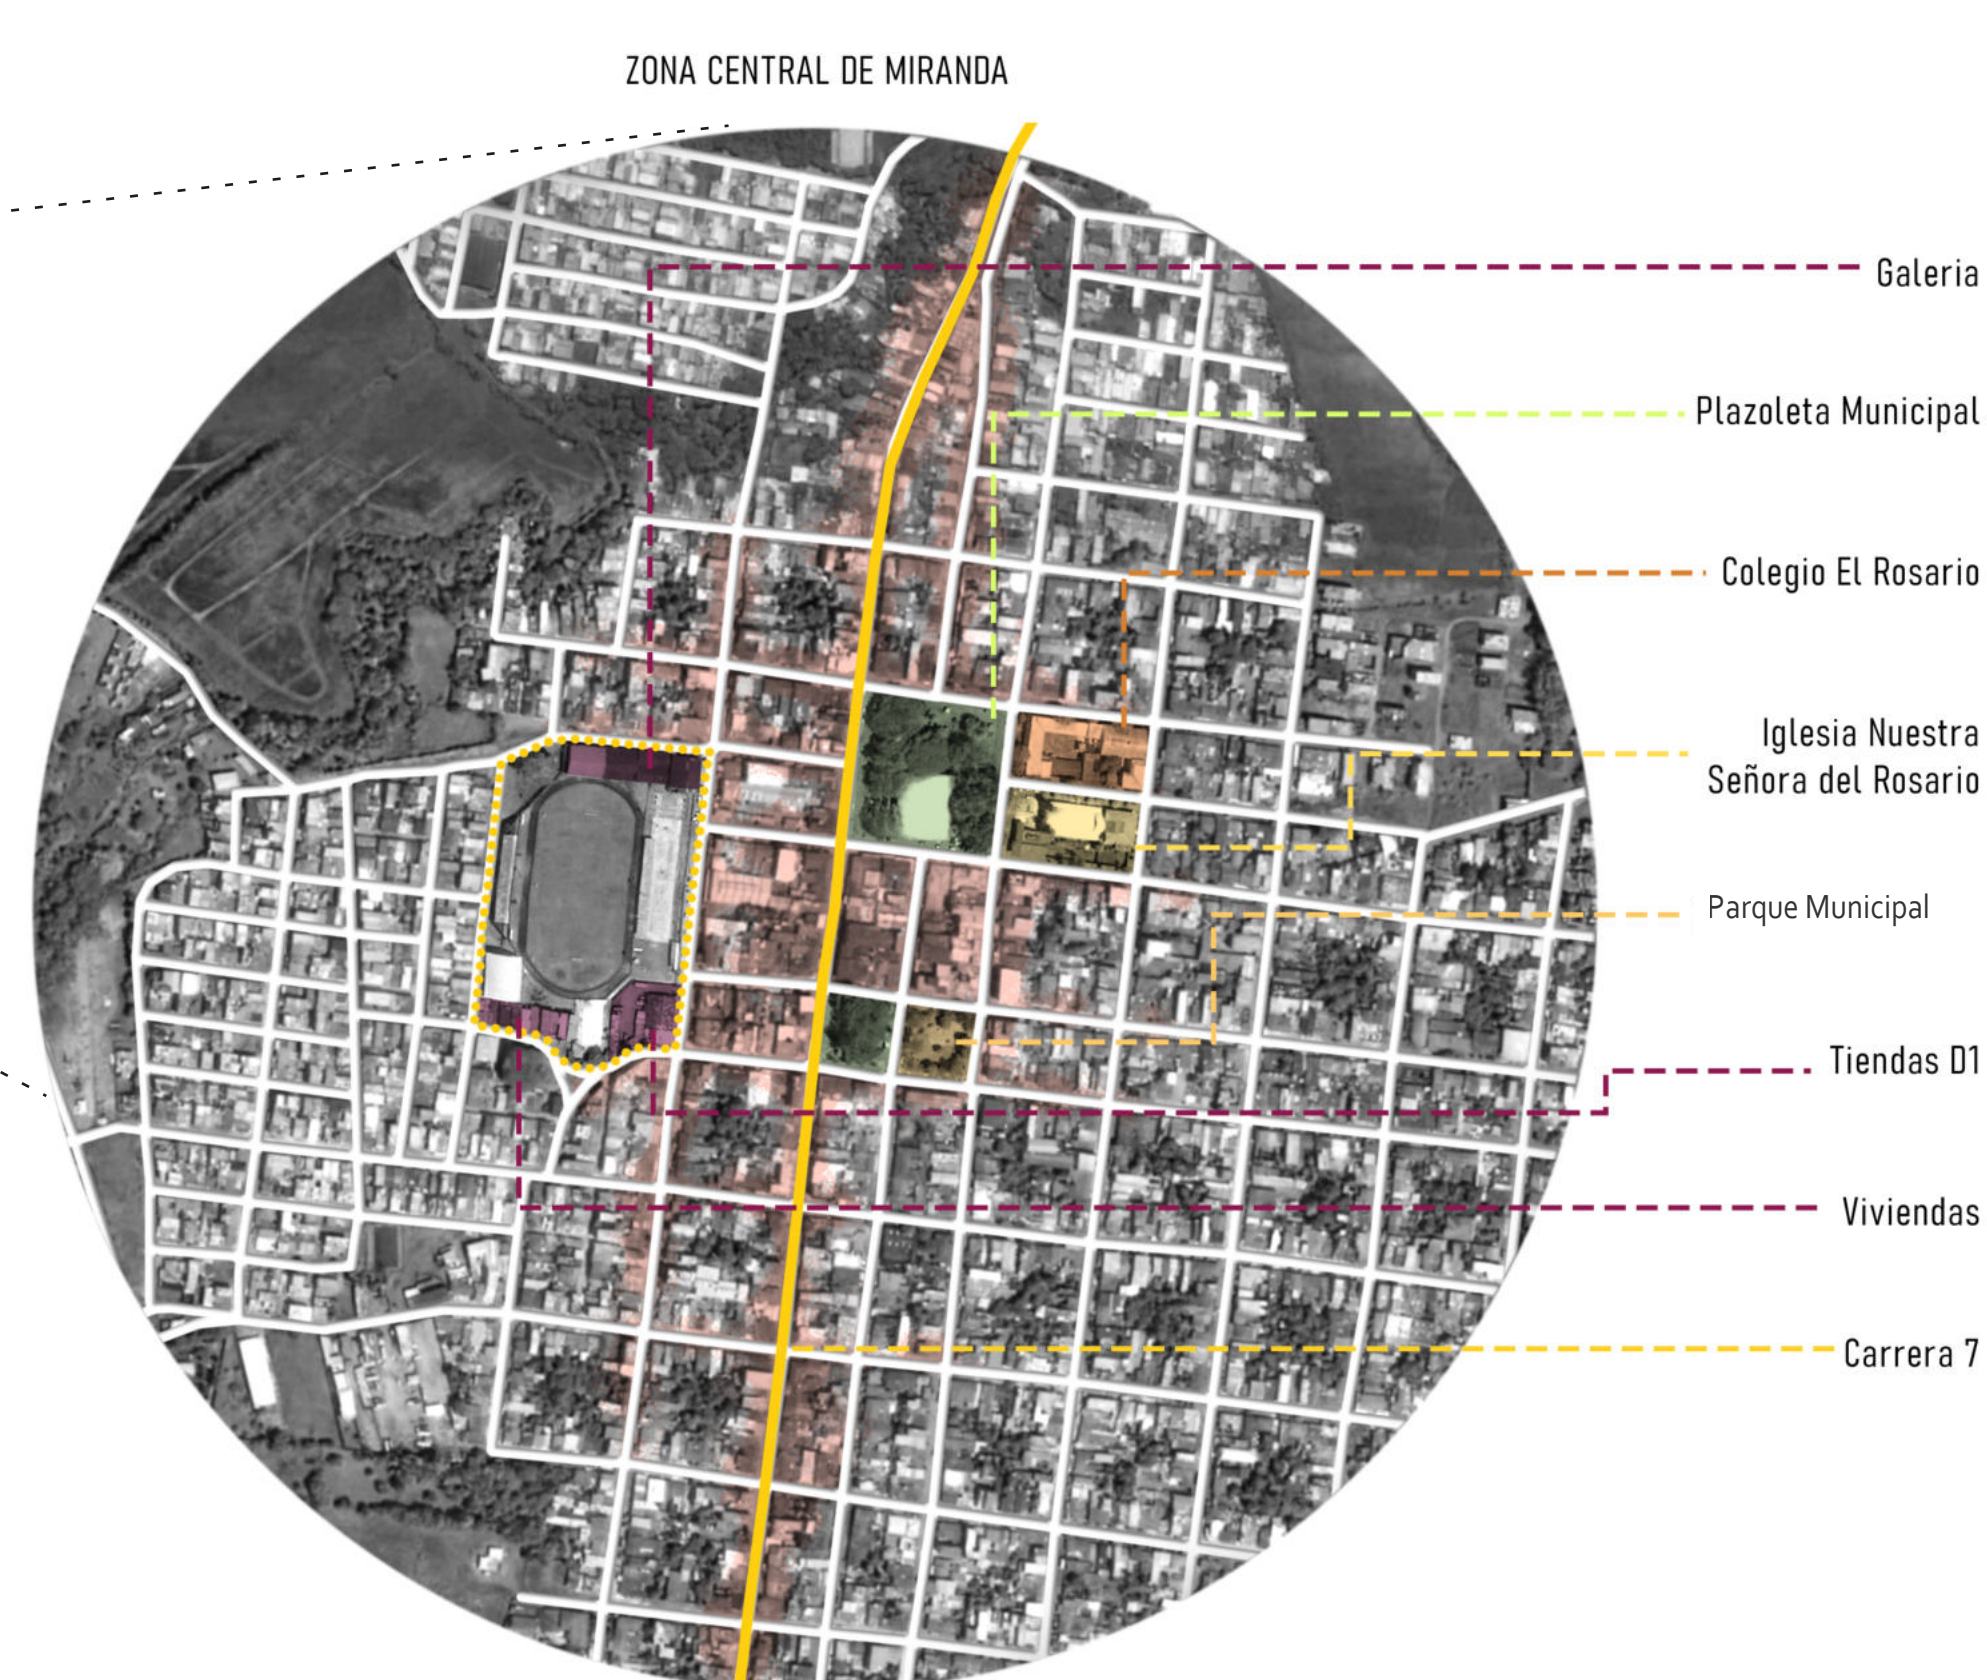 ZONA CENTRAL DE MIRANDA
Galeria
Plazoleta Municipal
Colegio El Rosario
Iglesia Nuestra
Señora del Rosario
Parque Municipal
Tiendas D1
Viviendas
Carrera 7